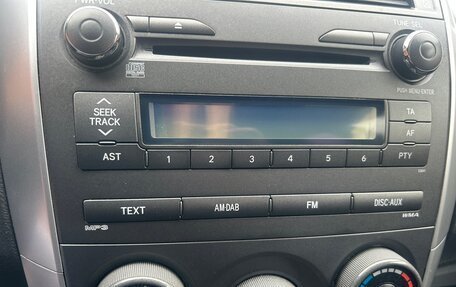 PWR•VOL
TUNE•SEL
PUSH MENU/ENTER
SEEK
TRACK
TA
AF
AST
1 2 3 4 5 6
PTY
TEXT
AM•DAB
FM
DISC•AUX
MP3
WMA